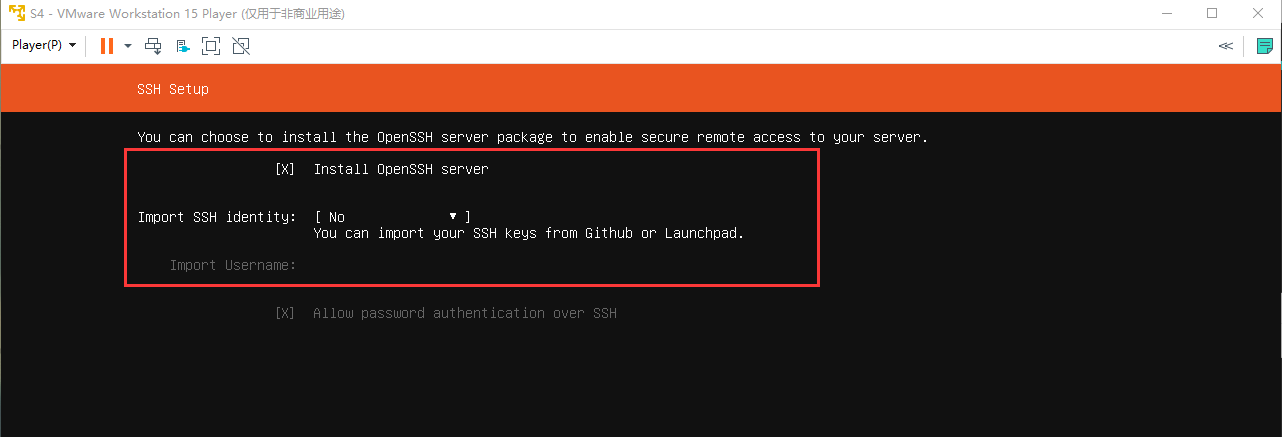 S4 - VMware Workstation 15 Player (仅用于非商业用途)
Player(P)
SSH Setup
You can choose to install the OpenSSH server package to enable secure remote access to your server.
[X] Install OpenSSH server
Import SSH identity: [ No ▼ ]
You can import your SSH keys from Github or Launchpad.
Import Username:
[X] Allow password authentication over SSH